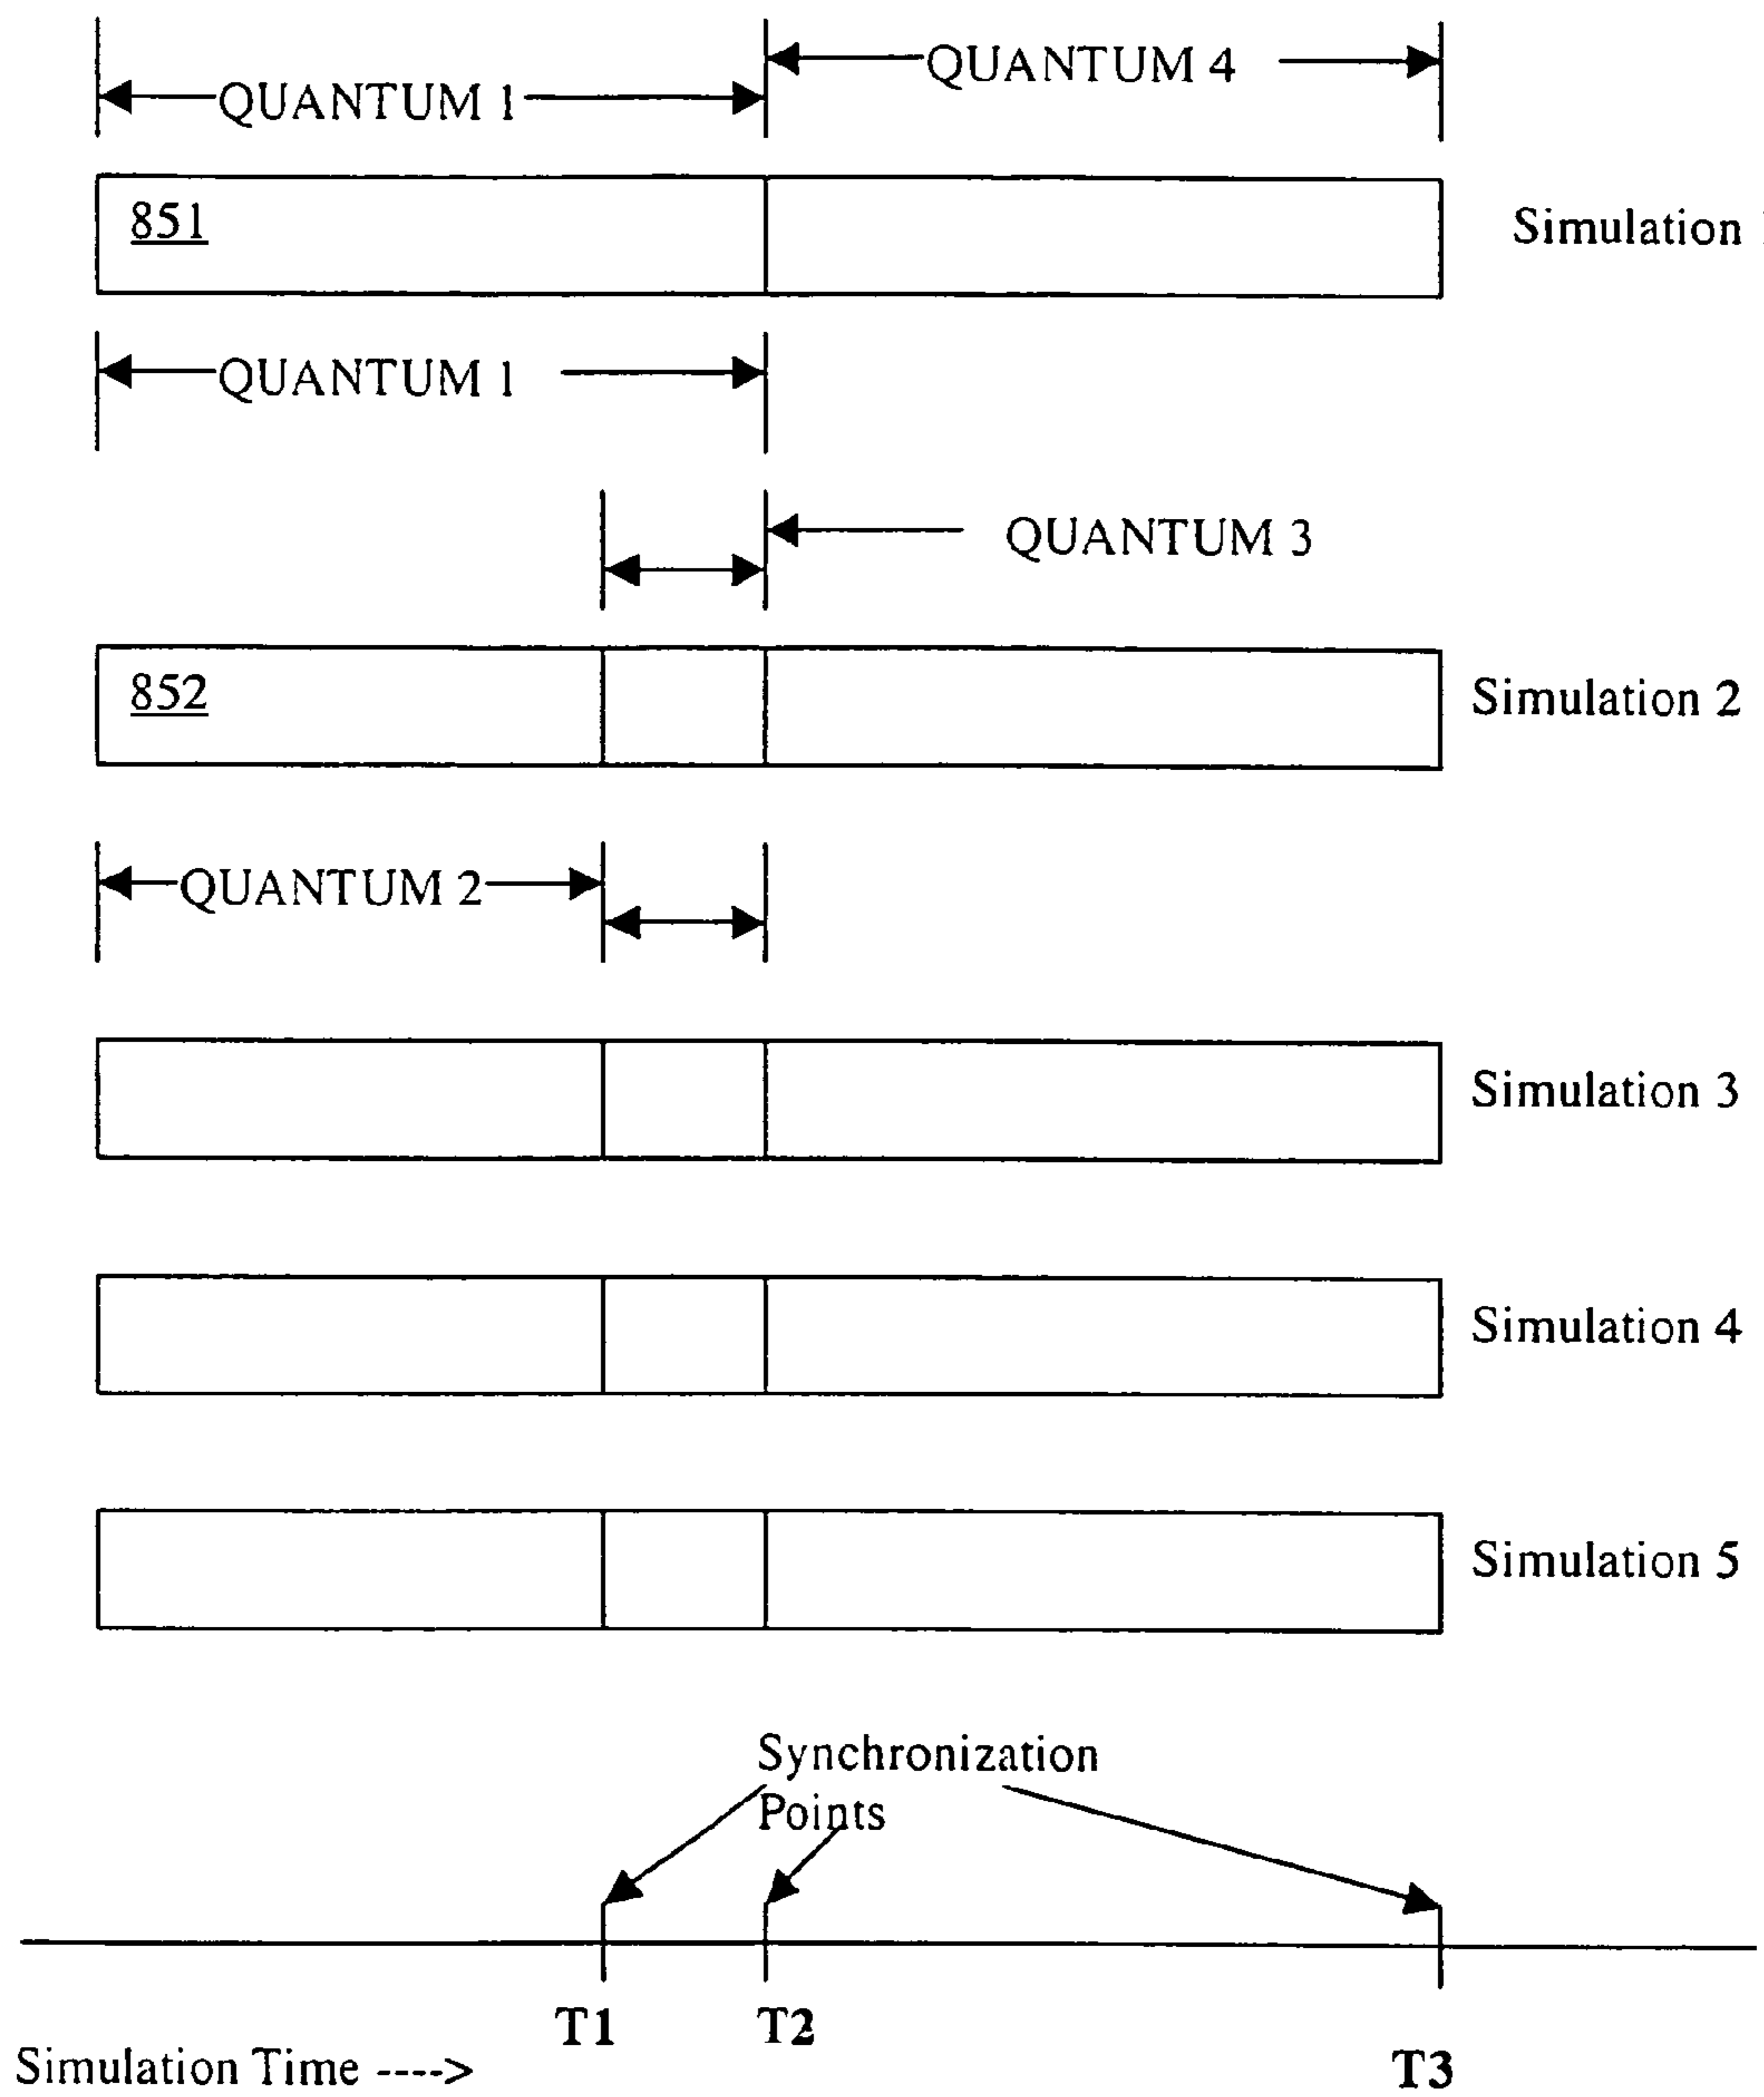 QUANTUM 4
QUANTUM 1
851
Simulation
QUANTUM 1
QUANTUM 3
852
Simulation 2
QUANTUM 2
Simulation 3
Simulation 4
Simulation 5
Synchronization
Points
T1
T2
T3
Simulation Time ---->